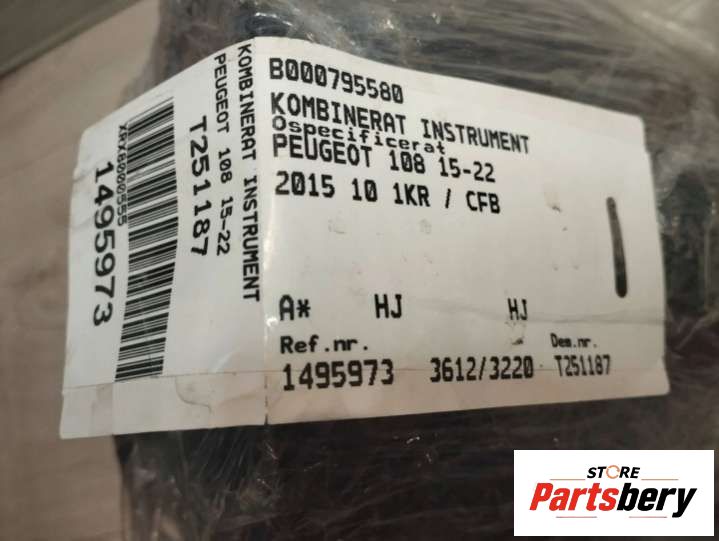 B000795580
KOMBINERAT INSTRUMENT
Ospecificerat
PEUGEOT 108 15-22
2015 10 1KR / CFB
A* HJ HJ
Ref.nr. Dem.nr.
1495973 3612/3220 T251187
KOMBINERAT INSTRUMENT
PEUGEOT 108 15-22
T251187
XRX8000555
1495973
STORE
Partsbery